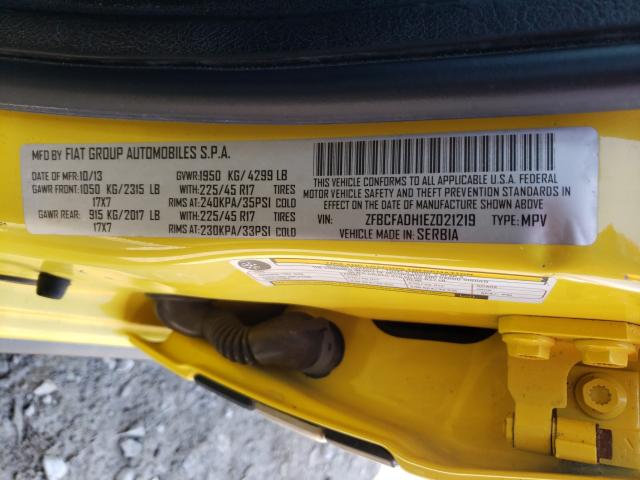 MFD BY FIAT GROUP AUTOMOBILES S.P.A.
DATE OF MFR: 10/13 GVWR: 1950 KG/4299 LB
GAWR FRONT: 1050 KG/2315 LB WITH: 225/45 R17 TIRES
17X7 RIMS AT: 240KPA/35PSI COLD
GAWR REAR: 915 KG/2017 LB WITH: 225/45 R17 TIRES
17X7 RIMS AT: 230KPA/33PSI COLD
THIS VEHICLE CONFORMS TO ALL APPLICABLE U.S.A. FEDERAL
MOTOR VEHICLE SAFETY AND THEFT PREVENTION STANDARDS IN
EFFECT ON THE DATE OF MANUFACTURE SHOWN ABOVE.
VIN: ZFBCFADH1EZ021219 TYPE: MPV
VEHICLE MADE IN: SERBIA